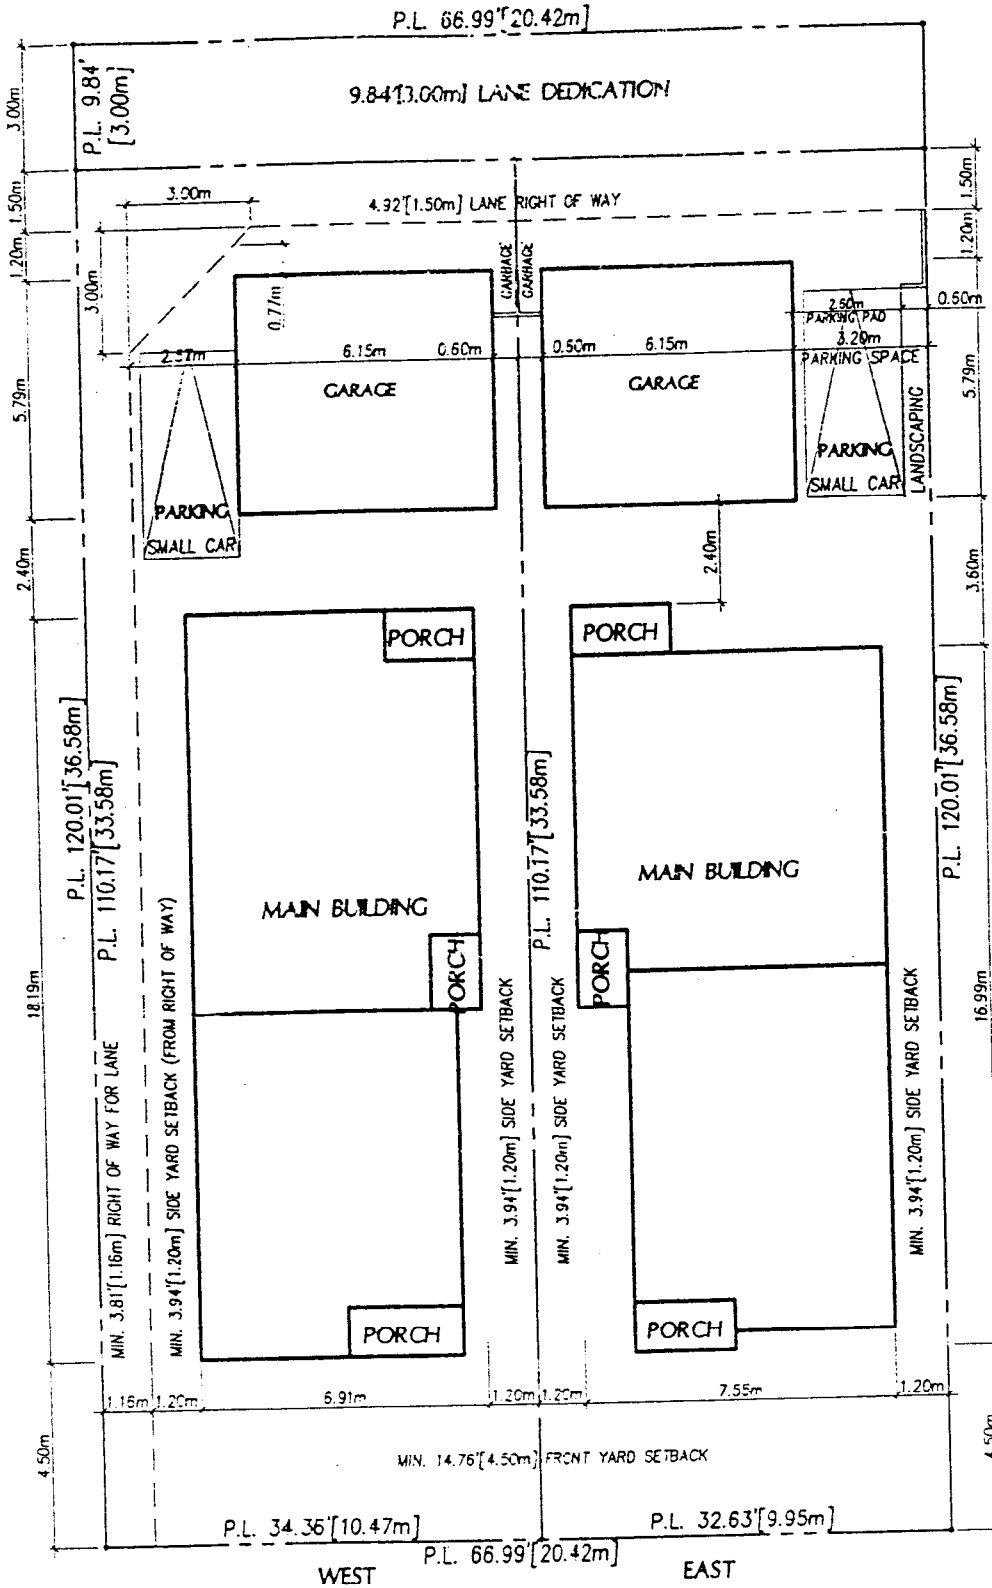 P.L. 66.99'[20.42m]
P.L. 9.84'
[3.00m]
9.84'[3.00m] LANE DEDICATION
3.00m
1.50m
1.20m
3.00m
4.92'[1.50m] LANE RIGHT OF WAY
1.50m
1.20m
3.00m
0.77m
GARBAGE
GARBAGE
2.60m
PARKING PAD
0.50m
6.15m
0.60m
0.50m
6.15m
3.20m
PARKING SPACE
GARAGE
GARAGE
5.79m
5.79m
LANDSCAPING
PARKING
SMALL CAR
PARKING
SMALL CAR
2.40m
2.40m
3.60m
PORCH
PORCH
P.L. 120.01'[36.58m]
P.L. 110.17'[33.58m]
P.L. 110.17'[33.58m]
P.L. 120.01'[36.58m]
MAIN BUILDING
MAIN BUILDING
PORCH
PORCH
18.19m
16.99m
MIN. 3.81'[1.16m] RIGHT OF WAY FOR LANE
MIN. 3.94'[1.20m] SIDE YARD SETBACK (FROM RIGHT OF WAY)
MIN. 3.94'[1.20m] SIDE YARD SETBACK
MIN. 3.94'[1.20m] SIDE YARD SETBACK
MIN. 3.94'[1.20m] SIDE YARD SETBACK
PORCH
PORCH
1.16m
1.20m
6.91m
1.20m
1.20m
7.55m
1.20m
4.50m
4.50m
MIN. 14.76'[4.50m] FRONT YARD SETBACK
P.L. 34.36'[10.47m]
P.L. 32.63'[9.95m]
P.L. 66.99'[20.42m]
WEST
EAST